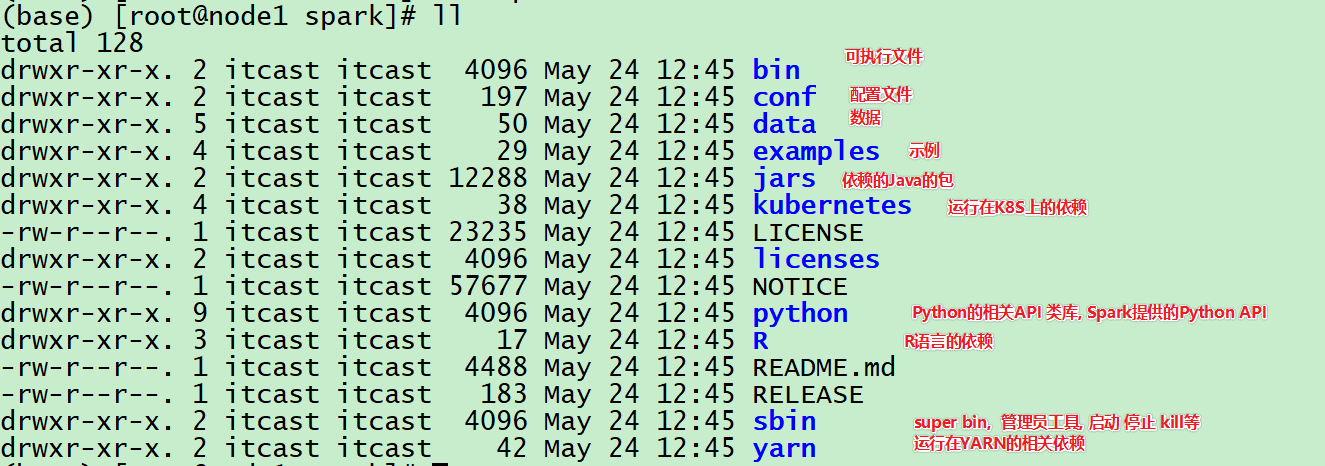 (base) [root@node1 spark]# ll
total 128
drwxr-xr-x. 2 itcast itcast  4096 May 24 12:45 bin 可执行文件
drwxr-xr-x. 2 itcast itcast   197 May 24 12:45 conf 配置文件
drwxr-xr-x. 5 itcast itcast    50 May 24 12:45 data 数据
drwxr-xr-x. 4 itcast itcast    29 May 24 12:45 examples 示例
drwxr-xr-x. 2 itcast itcast 12288 May 24 12:45 jars 依赖的Java的包
drwxr-xr-x. 4 itcast itcast    38 May 24 12:45 kubernetes 运行在K8S上的依赖
-rw-r--r--. 1 itcast itcast 23235 May 24 12:45 LICENSE
drwxr-xr-x. 2 itcast itcast  4096 May 24 12:45 licenses
-rw-r--r--. 1 itcast itcast 57677 May 24 12:45 NOTICE
drwxr-xr-x. 9 itcast itcast  4096 May 24 12:45 python Python的相关API 类库, Spark提供的Python API
drwxr-xr-x. 3 itcast itcast    17 May 24 12:45 R R语言的依赖
-rw-r--r--. 1 itcast itcast  4488 May 24 12:45 README.md
-rw-r--r--. 1 itcast itcast   183 May 24 12:45 RELEASE
drwxr-xr-x. 2 itcast itcast  4096 May 24 12:45 sbin super bin, 管理员工具, 启动 停止 kill等
drwxr-xr-x. 2 itcast itcast    42 May 24 12:45 yarn 运行在YARN的相关依赖